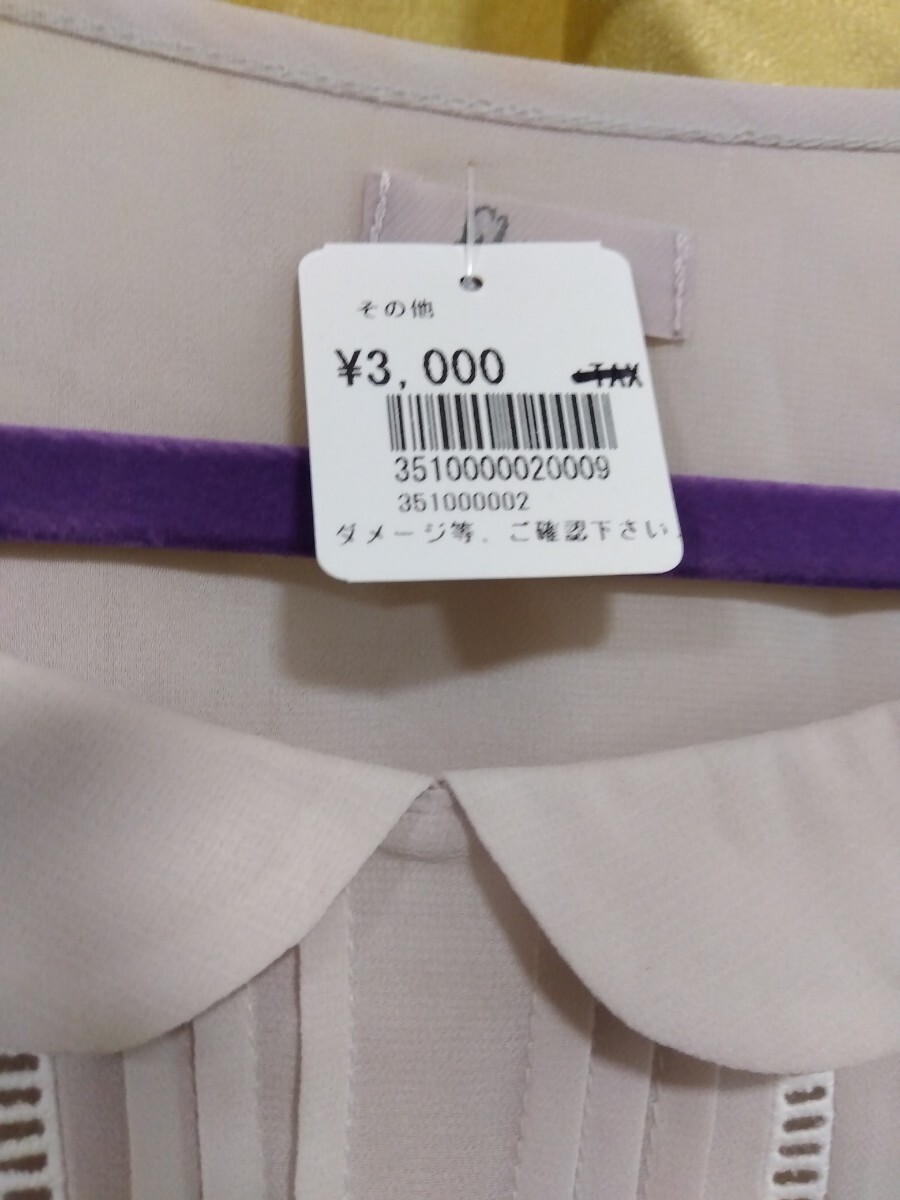 その他
¥3,000 TAX
3510000020009
351000002
ダメージ等、ご確認下さい